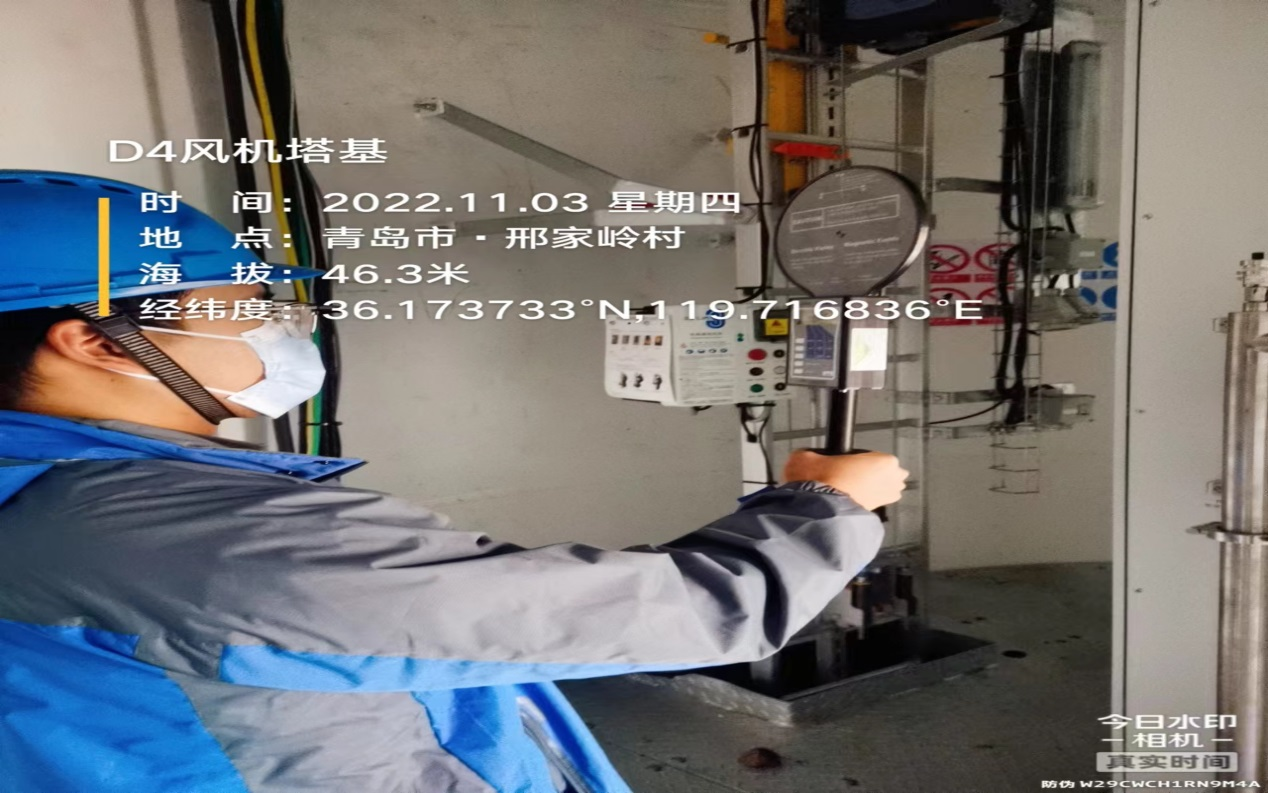 D4风机塔基
时 间：2022.11.03 星期四
地 点：青岛市·邢家岭村
海 拔：46.3米
经纬度：36.173733°N,119.716836°E
今日水印
相机
真实时间
防伪 W29CWCH1RN9M4A